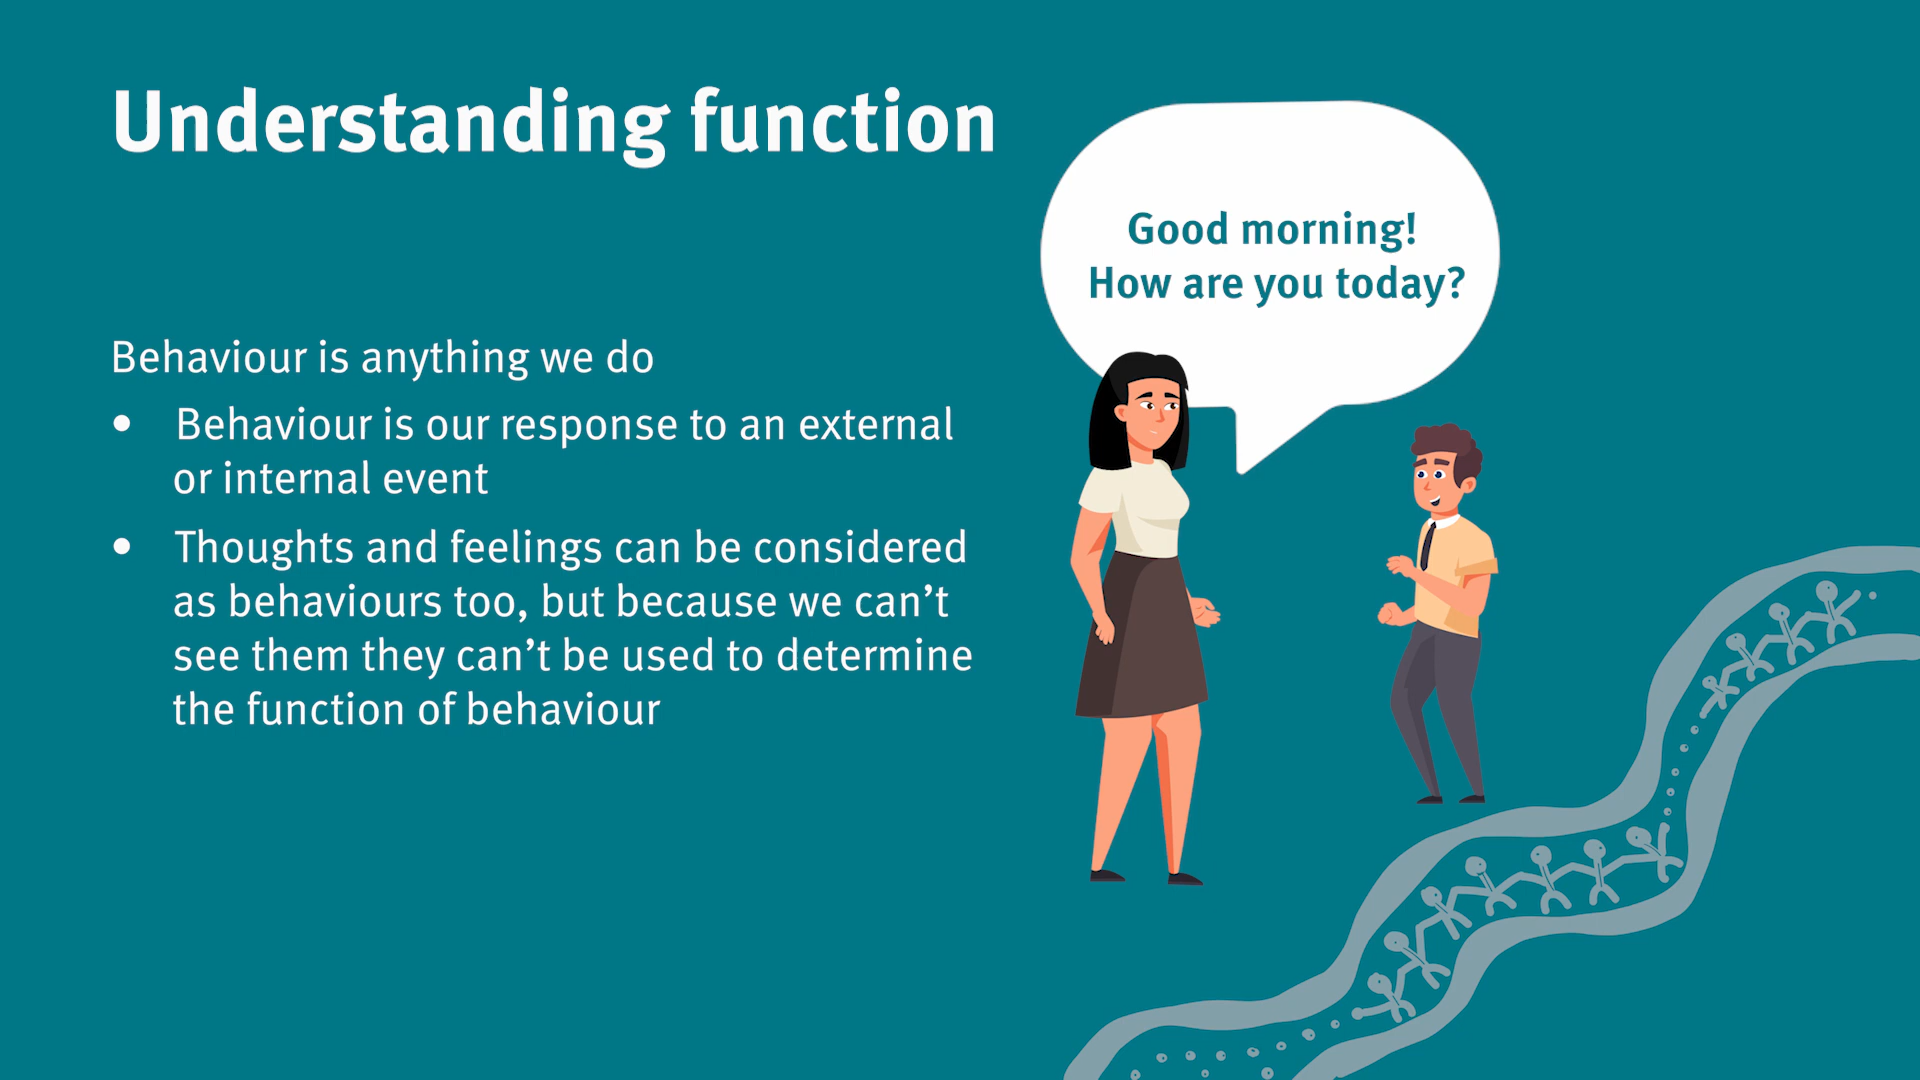 Understanding function
Good morning!
How are you today?
Behaviour is anything we do
• Behaviour is our response to an external
or internal event
• Thoughts and feelings can be considered
as behaviours too, but because we can’t
see them they can’t be used to determine
the function of behaviour